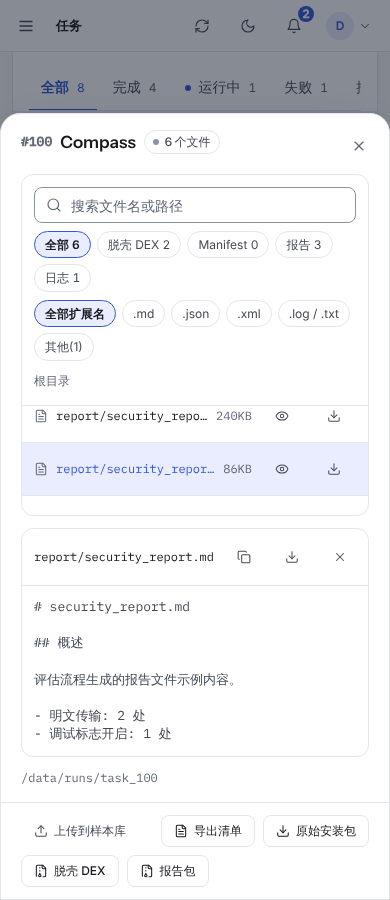 任务
2
D
全部 8 完成 4 运行中 1 失败 1
#100 Compass 6 个文件
搜索文件名或路径
全部 6 脱壳 DEX 2 Manifest 0 报告 3
日志 1
全部扩展名 .md .json .xml .log / .txt
其他(1)
根目录
report/security_repo… 240KB
report/security_repor… 86KB
report/security_report.md
# security_report.md
## 概述
评估流程生成的报告文件示例内容。
- 明文传输: 2 处
- 调试标志开启: 1 处
/data/runs/task_100
上传到样本库 导出清单 原始安装包
脱壳 DEX 报告包